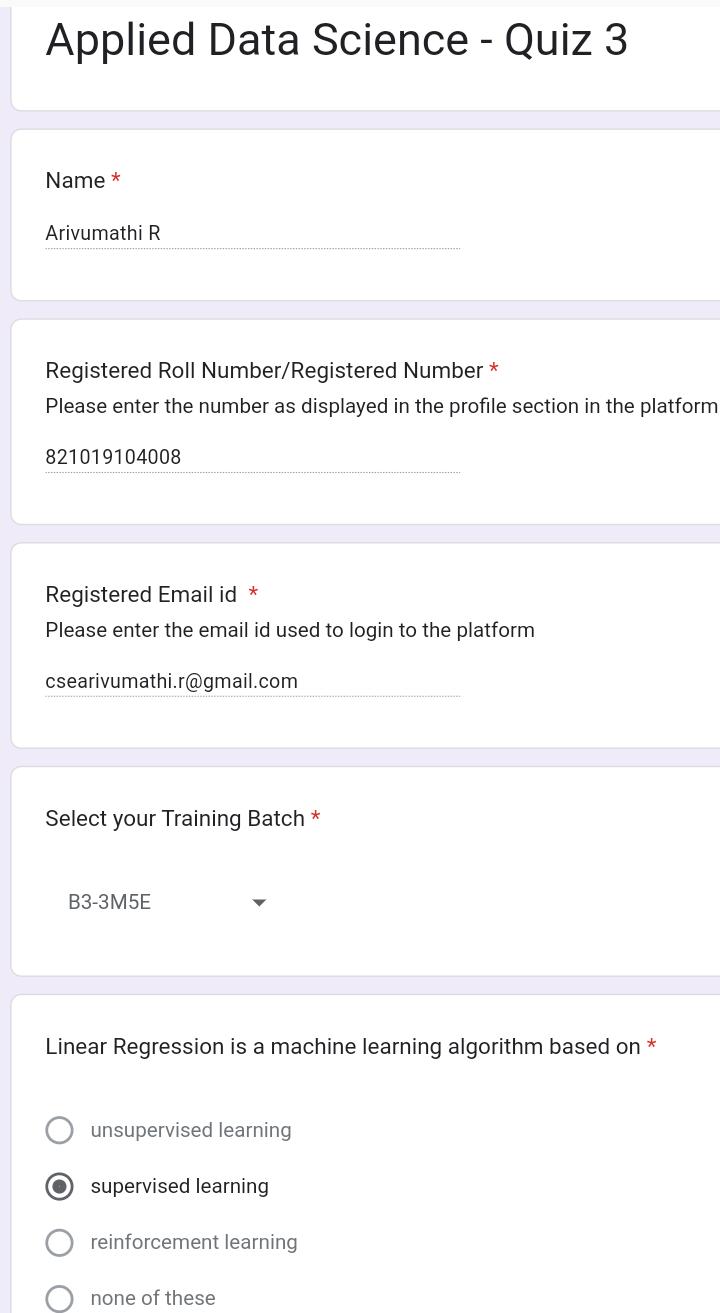 Applied Data Science - Quiz 3
Name *
Arivumathi R
Registered Roll Number/Registered Number *
Please enter the number as displayed in the profile section in the platform
821019104008
Registered Email id *
Please enter the email id used to login to the platform
csearivumathi.r@gmail.com
Select your Training Batch *
B3-3M5E
Linear Regression is a machine learning algorithm based on *
unsupervised learning
supervised learning
reinforcement learning
none of these